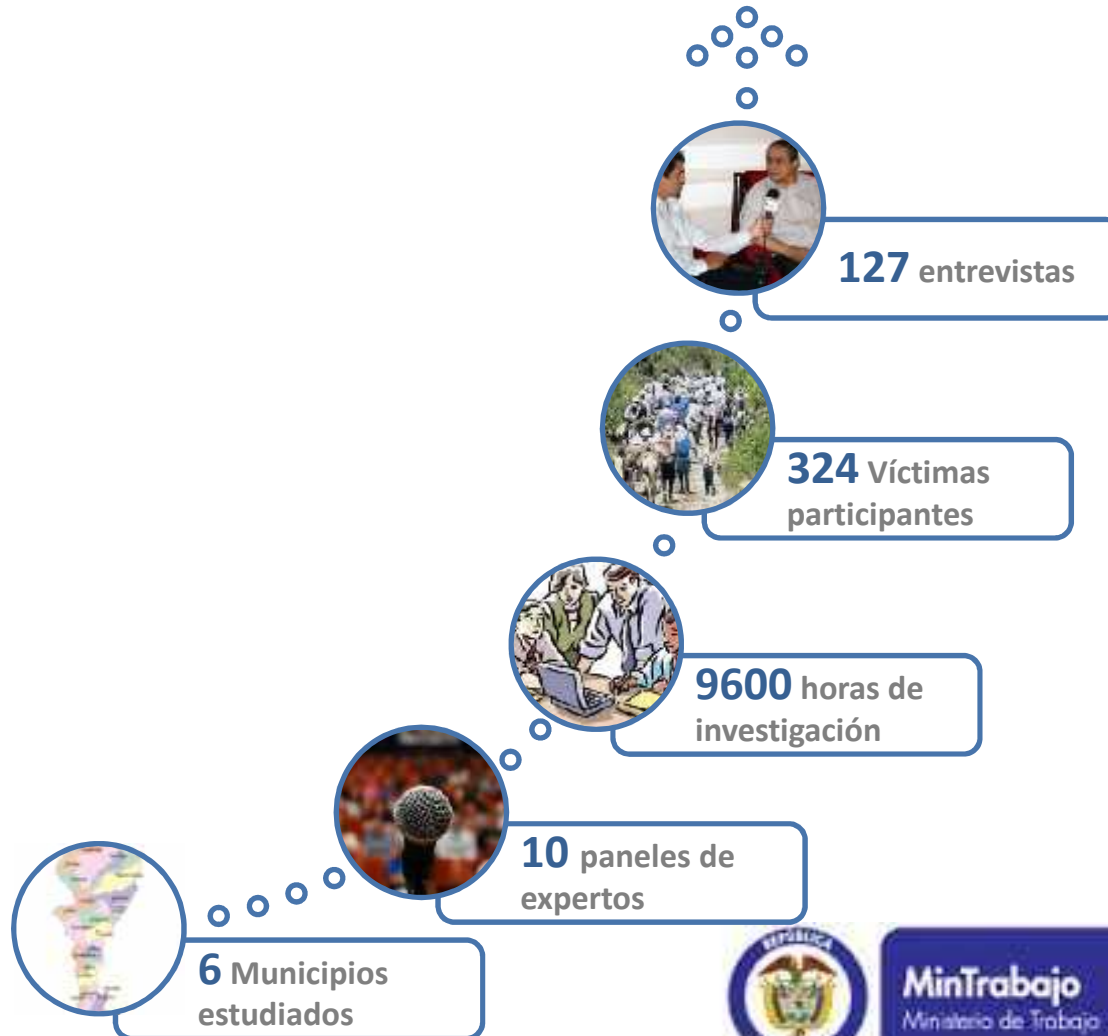 127 entrevistas
324 Víctimas
participantes
9600 horas de
investigación
10 paneles de
expertos
6 Municipios
estudiados
REPÚBLICA
MinTrabajo
Ministerio de Trabajo